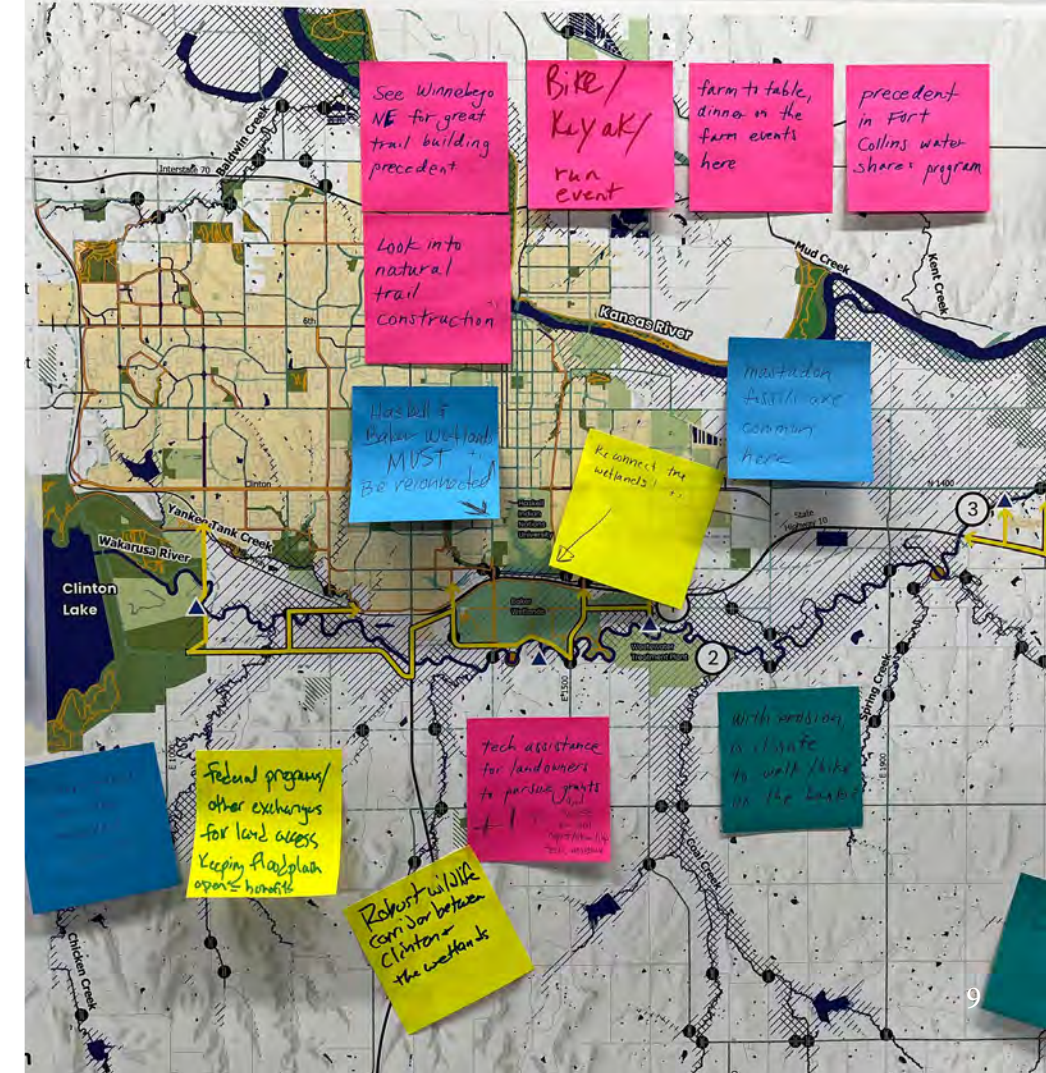 Baldwin Creek
Interstate 70
See Winnebego
NE for great
trail building
precedent
Bike/
Kayak/
run
event
farm to table,
dinner on the
farm events
here
precedent
in Fort
Collins water
shares program
Look into
natural
trail
construction
6th
Kansas River
Mud Creek
Kent Creek
Haskell &
Baker Wetlands
MUST
Be reconnected
Reconnect the
wetlands!
mastadon
fossils are
common
here
Clinton
N 1400
State
Highway 10
3
Haskell
Indian
Nations
University
Yankee Tank Creek
Wakarusa River
Clinton
Lake
Baker
Wetlands
Wastewater
Treatment Plant
2
E 1500
Spring Creek
E 1000
E 1900
Federal programs/
other exchanges
for land access
Keeping floodplain
open = benefits
tech assistance
for landowners
to pursue grants
+1
with erosion,
is it safe
to walk/bike
on the banks?
Coal Creek
Robust wildlife
corridor between
Clinton +
the wetlands
Chicken Creek
9